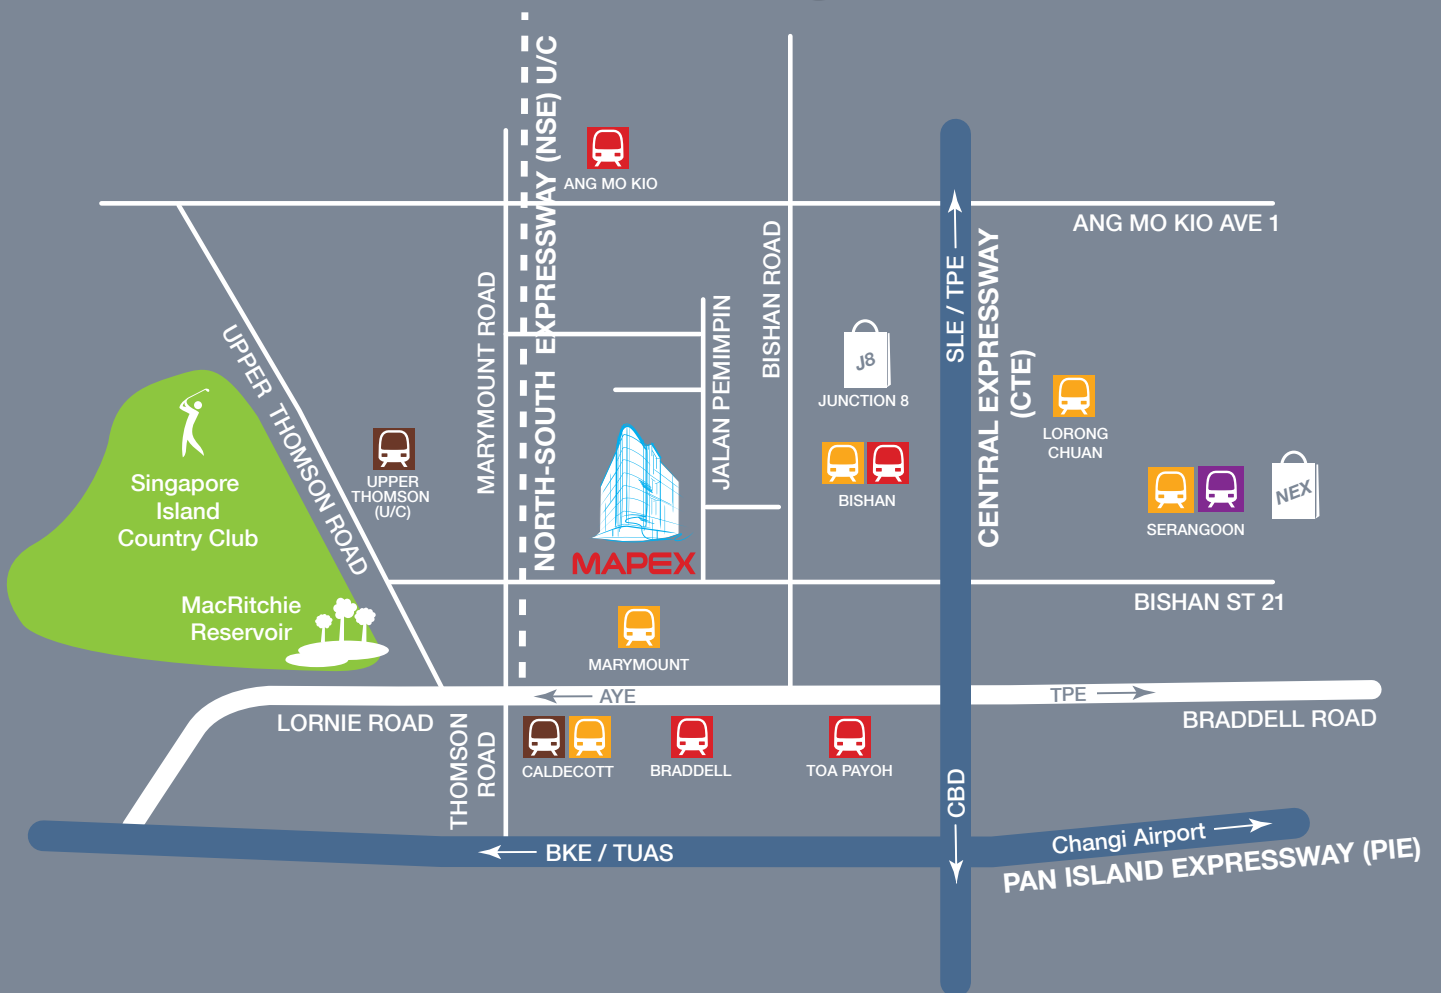 NORTH-SOUTH EXPRESSWAY (NSE) U/C
ANG MO KIO
ANG MO KIO AVE 1
MARYMOUNT ROAD
BISHAN ROAD
SLE / TPE
CENTRAL EXPRESSWAY
(CTE)
JALAN PEMIMPIN
UPPER THOMSON ROAD
J8
JUNCTION 8
LORONG
CHUAN
Singapore
Island
Country Club
UPPER
THOMSON
(U/C)
BISHAN
NEX
SERANGOON
MAPEX
MacRitchie
Reservoir
BISHAN ST 21
MARYMOUNT
AYE
TPE
LORNIE ROAD
BRADDELL ROAD
THOMSON
ROAD
CALDECOTT
BRADDELL
TOA PAYOH
CBD
BKE / TUAS
Changi Airport
PAN ISLAND EXPRESSWAY (PIE)